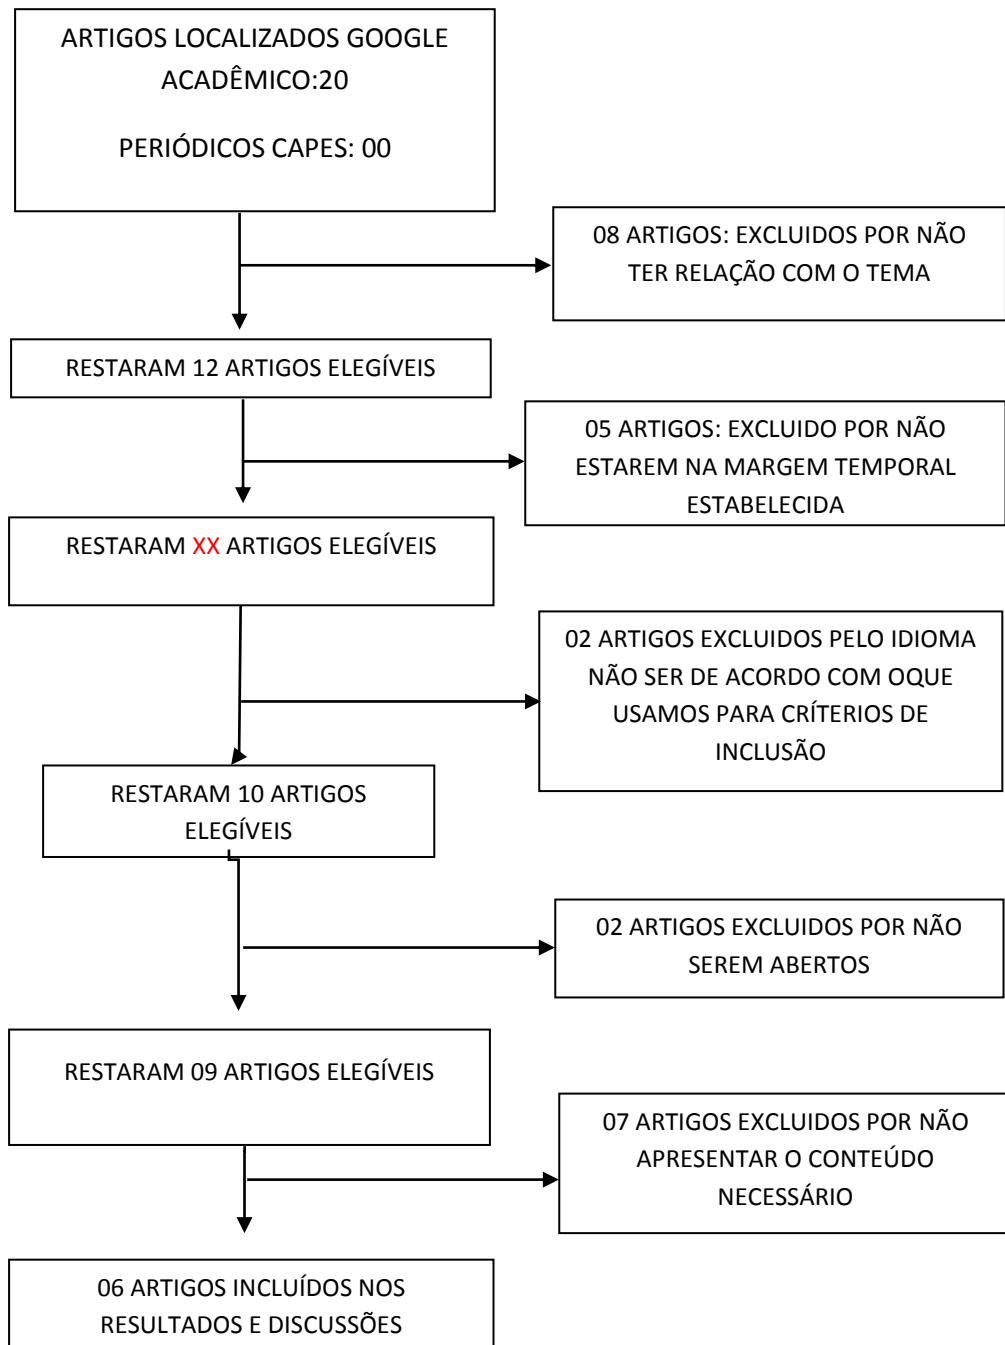 ARTIGOS LOCALIZADOS GOOGLE
ACADÊMICO:20
PERIÓDICOS CAPES: 00
08 ARTIGOS: EXCLUIDOS POR NÃO
TER RELAÇÃO COM O TEMA
RESTARAM 12 ARTIGOS ELEGÍVEIS
05 ARTIGOS: EXCLUIDO POR NÃO
ESTAREM NA MARGEM TEMPORAL
ESTABELECIDA
RESTARAM XX ARTIGOS ELEGÍVEIS
02 ARTIGOS EXCLUIDOS PELO IDIOMA
NÃO SER DE ACORDO COM OQUE
USAMOS PARA CRÍTERIOS DE
INCLUSÃO
RESTARAM 10 ARTIGOS
ELEGÍVEIS
02 ARTIGOS EXCLUIDOS POR NÃO
SEREM ABERTOS
RESTARAM 09 ARTIGOS ELEGÍVEIS
07 ARTIGOS EXCLUIDOS POR NÃO
APRESENTAR O CONTEÚDO
NECESSÁRIO
06 ARTIGOS INCLUÍDOS NOS
RESULTADOS E DISCUSSÕES